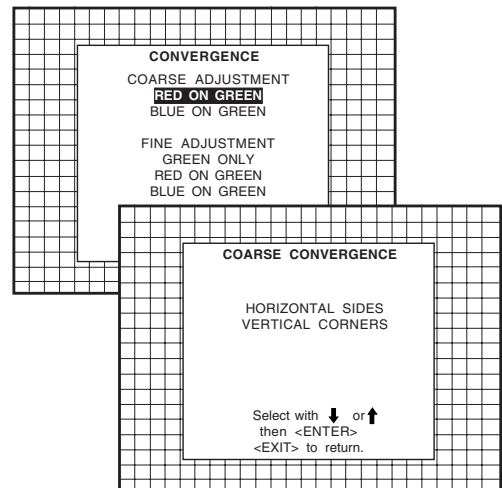 CONVERGENCE
COARSE ADJUSTMENT
RED ON GREEN
BLUE ON GREEN
FINE ADJUSTMENT
GREEN ONLY
RED ON GREEN
BLUE ON GREEN
COARSE CONVERGENCE
HORIZONTAL SIDES
VERTICAL CORNERS
Select with ⬇ or ⬆
then <ENTER>
<EXIT> to return.